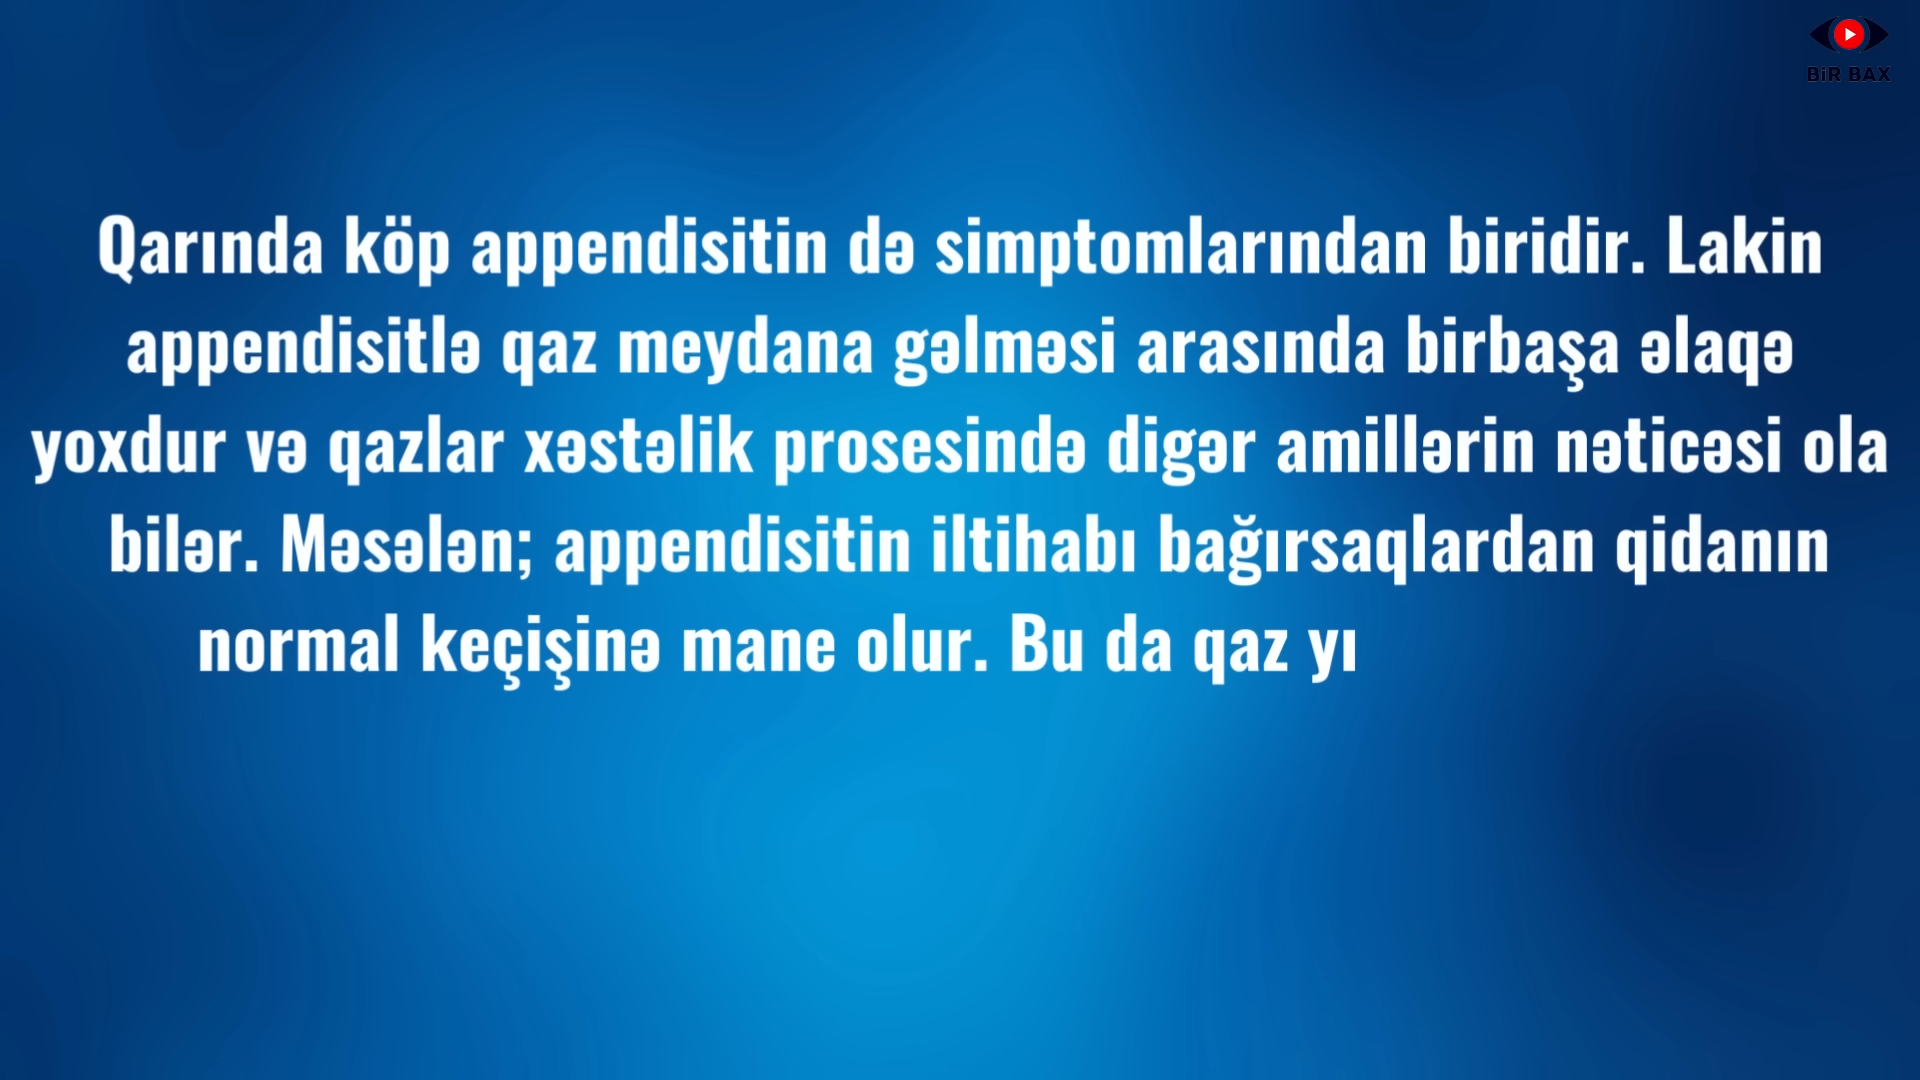 BiR BAX
Qarında köp appendisitin də simptomlarından biridir. Lakin
appendisitlə qaz meydana gəlməsi arasında birbaşa əlaqə
yoxdur və qazlar xəstəlik prosesində digər amillərin nəticəsi ola
bilər. Məsələn; appendisitin iltihabı bağırsaqlardan qidanın
normal keçişinə mane olur. Bu da qaz yı